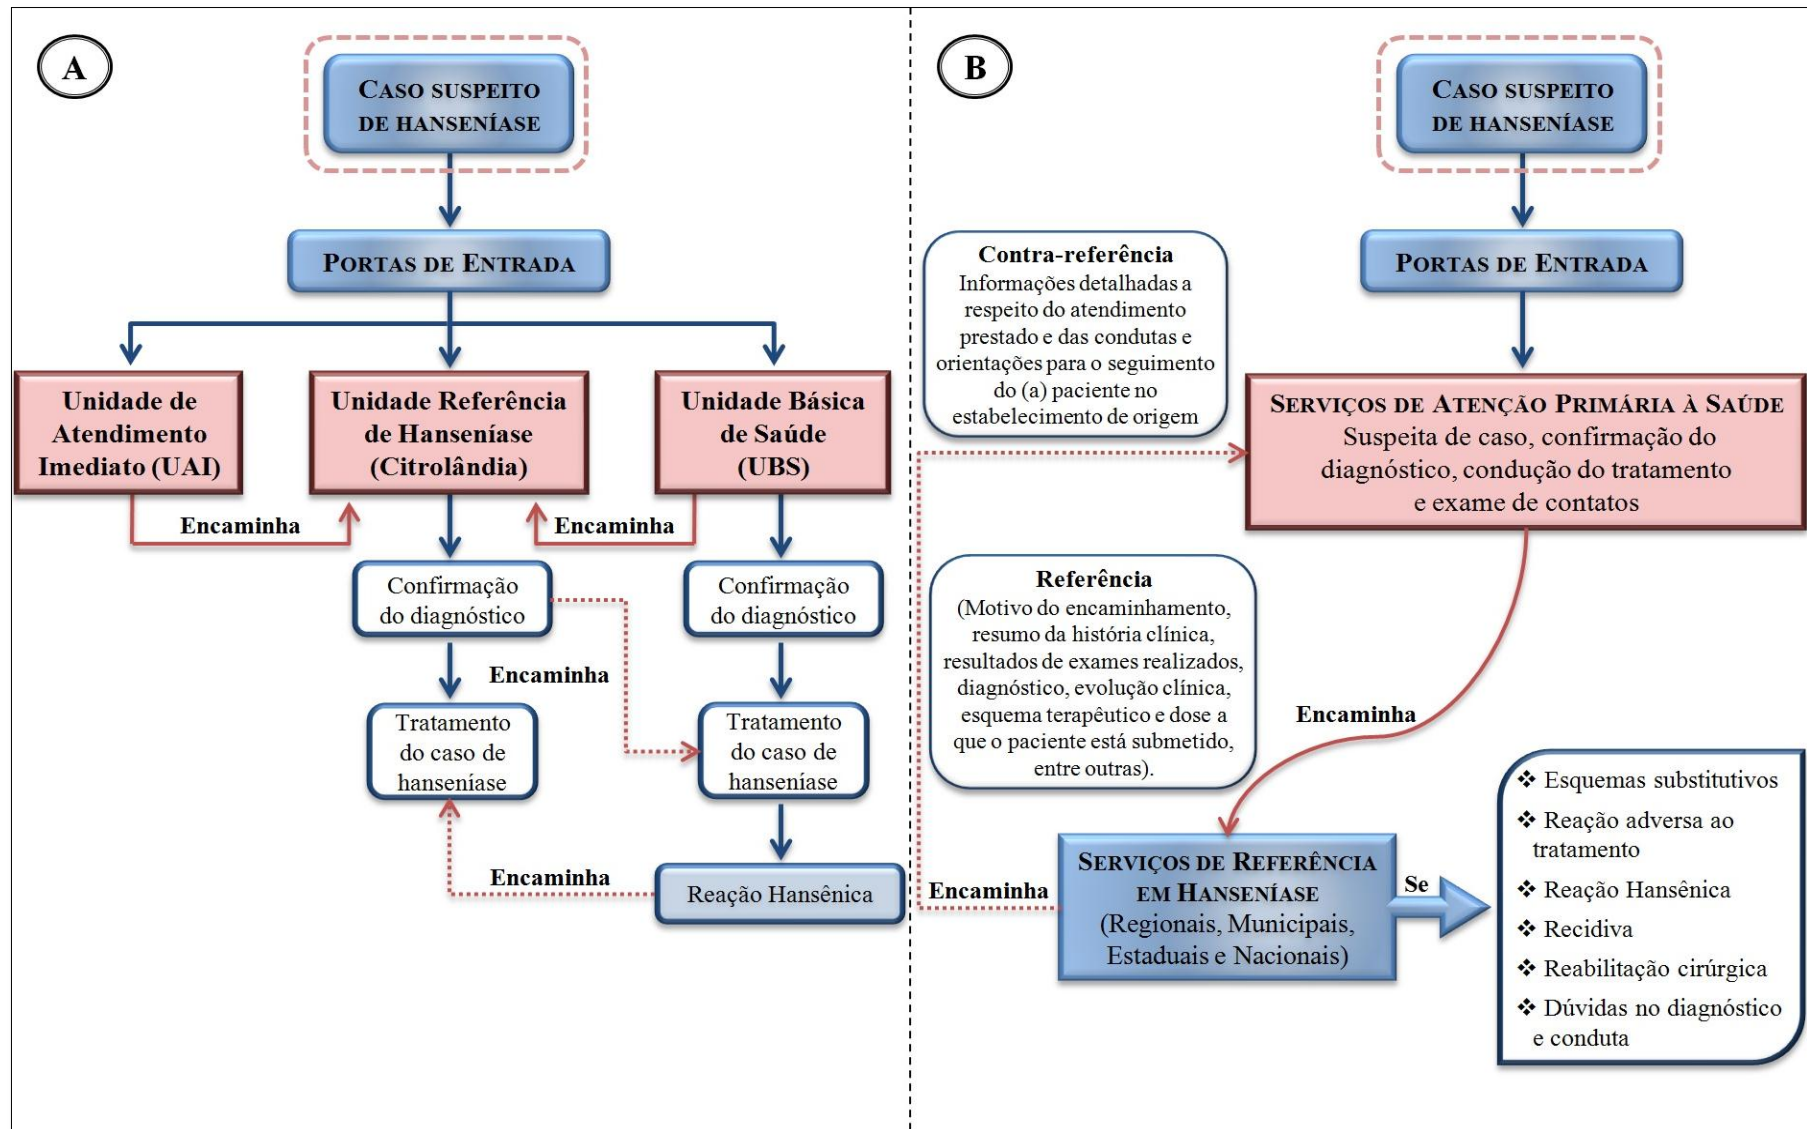 A
CASO SUSPEITO
DE HANSENÍASE
PORTAS DE ENTRADA
Unidade de
Atendimento
Imediato (UAI)
Unidade Referência
de Hanseníase
(Citrolândia)
Unidade Básica
de Saúde
(UBS)
Encaminha
Encaminha
Confirmação
do diagnóstico
Confirmação
do diagnóstico
Encaminha
Tratamento
do caso de
hanseníase
Tratamento
do caso de
hanseníase
Encaminha
Reação Hansênica
B
CASO SUSPEITO
DE HANSENÍASE
PORTAS DE ENTRADA
Contra-referência
Informações detalhadas a
respeito do atendimento
prestado e das condutas e
orientações para o seguimento
do (a) paciente no
estabelecimento de origem
SERVIÇOS DE ATENÇÃO PRIMÁRIA À SAÚDE
Suspeita de caso, confirmação do
diagnóstico, condução do tratamento
e exame de contatos
Referência
(Motivo do encaminhamento,
resumo da história clínica,
resultados de exames realizados,
diagnóstico, evolução clínica,
esquema terapêutico e dose a
que o paciente está submetido,
entre outras).
Encaminha
Encaminha
SERVIÇOS DE REFERÊNCIA
EM HANSENÍASE
(Regionais, Municipais,
Estaduais e Nacionais)
Se
❖ Esquemas substitutivos
❖ Reação adversa ao
tratamento
❖ Reação Hansênica
❖ Recidiva
❖ Reabilitação cirúrgica
❖ Dúvidas no diagnóstico
e conduta